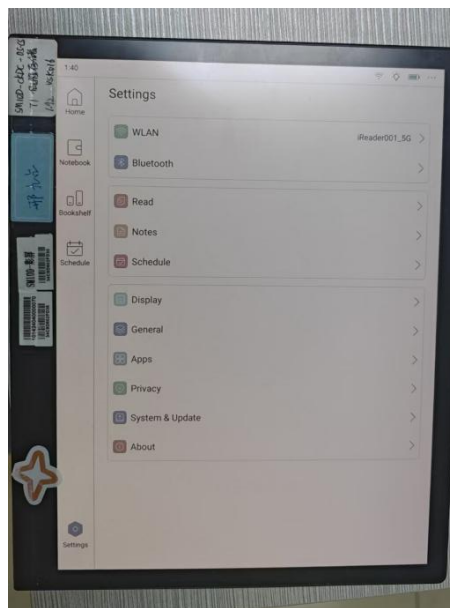 1:40
Settings
Home
WLAN
iReader001_5G
Bluetooth
Notebook
Read
Bookshelf
Notes
Schedule
Schedule
Display
General
Apps
Privacy
System & Update
About
Settings